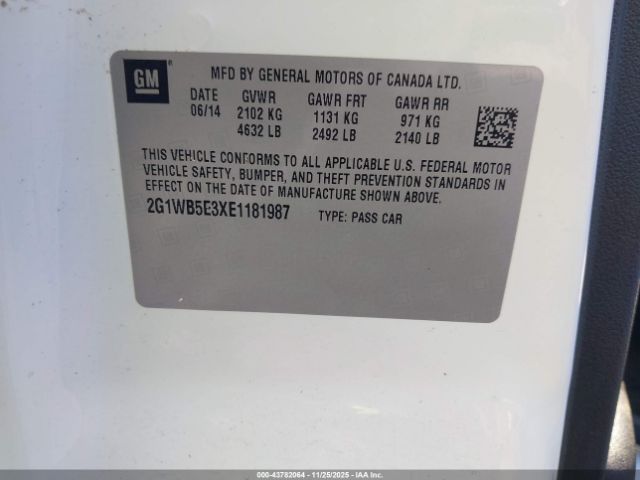 GM ® MFD BY GENERAL MOTORS OF CANADA LTD.
DATE GVWR GAWR FRT GAWR RR
06/14 2102 KG 1131 KG 971 KG
4632 LB 2492 LB 2140 LB
THIS VEHICLE CONFORMS TO ALL APPLICABLE U.S. FEDERAL MOTOR
VEHICLE SAFETY, BUMPER, AND THEFT PREVENTION STANDARDS IN
EFFECT ON THE DATE OF MANUFACTURE SHOWN ABOVE.
2G1WB5E3XE1181987 TYPE: PASS CAR
000-43782064 - 11/25/2025 - IAAI, Inc.